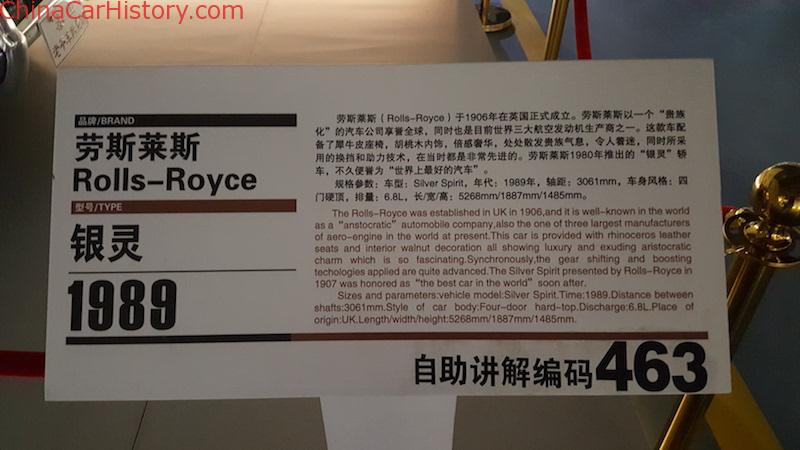 ChinaCarHistory.com
品牌/BRAND
劳斯莱斯
Rolls-Royce
型号/TYPE
银灵
1989
劳斯莱斯（Rolls-Royce）于1906年在英国正式成立。劳斯莱斯以一个“贵族
化”的汽车公司享誉全球，同时也是目前世界三大航空发动机生产商之一。这款车配
备了犀牛皮座椅，胡桃木内饰，倍感奢华，处处散发贵族气息，令人着迷，同时所采
用的换挡和助力技术，在当时都是非常先进的。劳斯莱斯1980年推出的“银灵”轿
车，不久便誉为“世界上最好的汽车”。
规格参数：车型：Silver Spirit，年代：1989年，轴距：3061mm，车身风格：四
门硬顶，排量：6.8L，长/宽/高：5268mm/1887mm/1485mm。
The Rolls-Royce was established in UK in 1906,and it is well-known in the world
as a “anstocratic” automobile company,also the one of three largest manufacturers
of aero-engine in the world at present.This car is provided with rhinoceros leather
seats and interior walnut decoration all showing luxury and exuding aristocratic
charm which is so fascinating.Synchronously,the gear shifting and boosting
techologies applied are quite advanced.The Silver Spirit presented by Rolls-Royce in
1907 was honored as “the best car in the world” soon after.
Sizes and parameters:vehicle model:Silver Spirit.Time:1989.Distance between
shafts:3061mm.Style of car body:Four-door hard-top.Discharge:6.8L.Place of
origin:UK.Length/width/height:5268mm/1887mm/1485mm.
自助讲解编码463